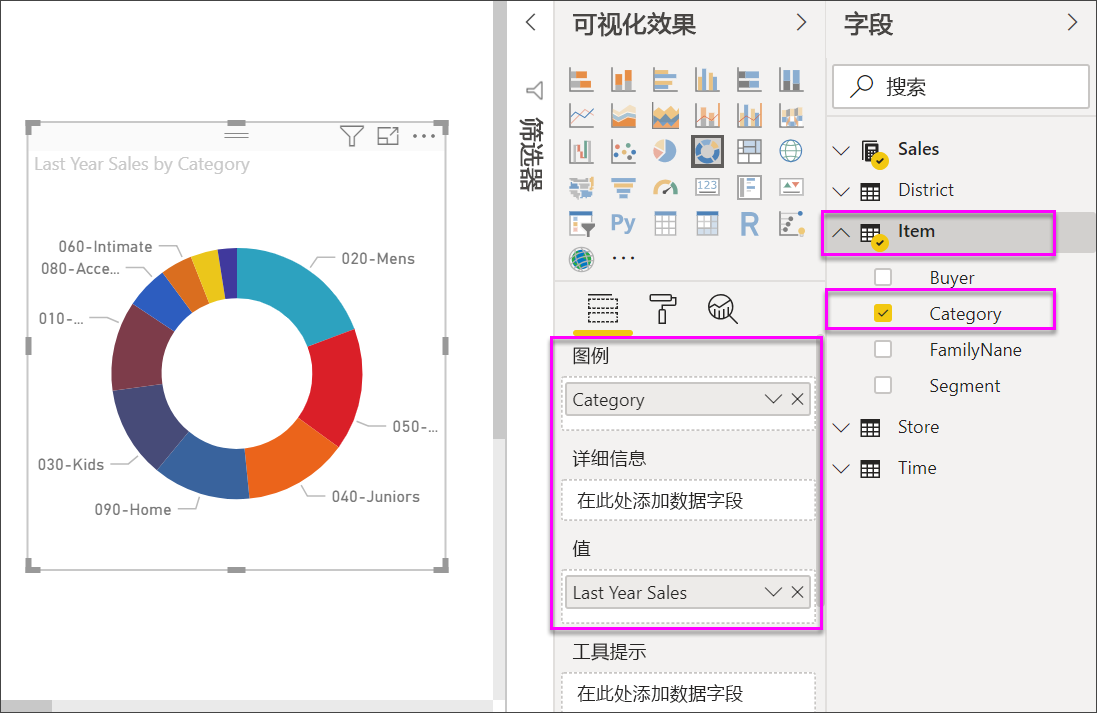 Last Year Sales by Category
060-Intimate
080-Acce...
010-...
030-Kids
090-Home
020-Mens
050-...
040-Juniors
筛选器
可视化效果
123
Py
R
...
图例
Category
详细信息
在此处添加数据字段
值
Last Year Sales
工具提示
在此处添加数据字段
字段
搜索
Sales
District
Item
Buyer
Category
FamilyNane
Segment
Store
Time